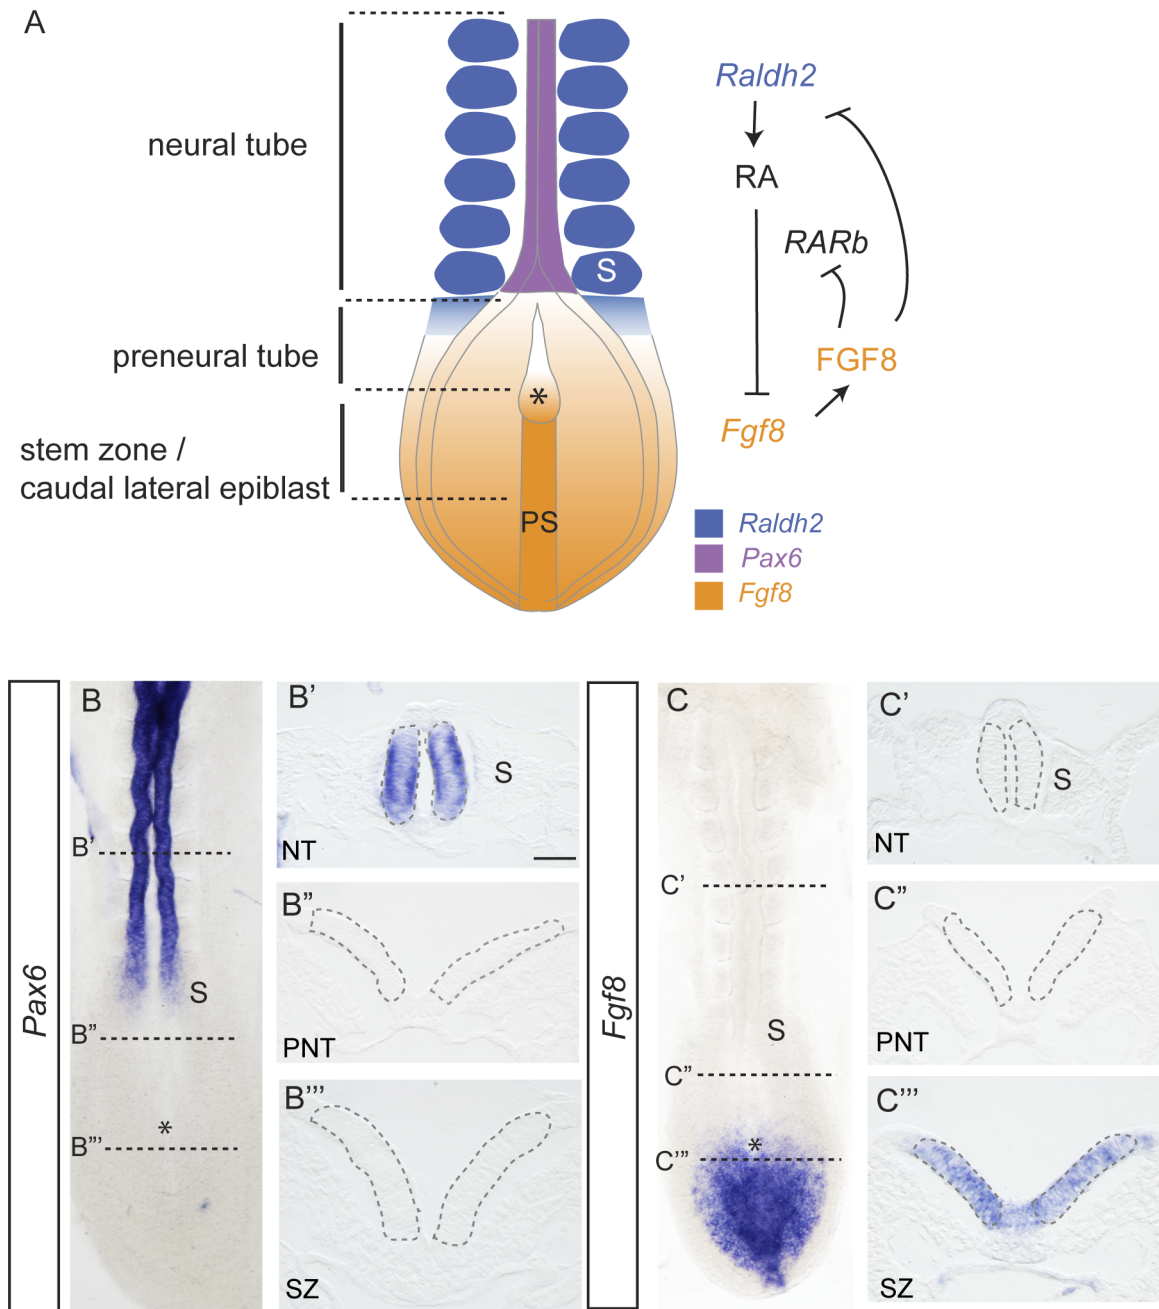 A
neural tube
preneural tube
stem zone /
caudal lateral epiblast
S
*
PS
Raldh2
RA
RARb
FGF8
Fgf8
Raldh2
Pax6
Fgf8
Pax6
B
B'
S
B''
*
B'''
B'
S
NT
B''
PNT
B'''
SZ
Fgf8
C
C'
S
C''
*
C'''
C'
S
NT
C''
PNT
C'''
SZ